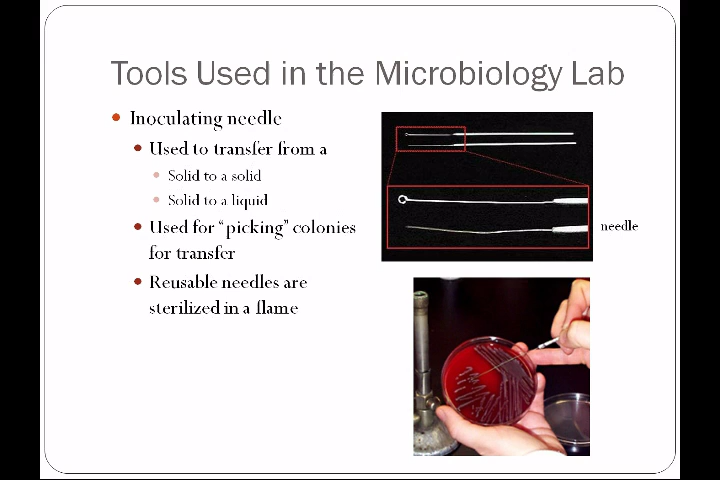 Tools Used in the Microbiology Lab
Inoculating needle
Used to transfer from a
Solid to a solid
Solid to a liquid
Used for “picking” colonies
for transfer
Reusable needles are
sterilized in a flame
needle